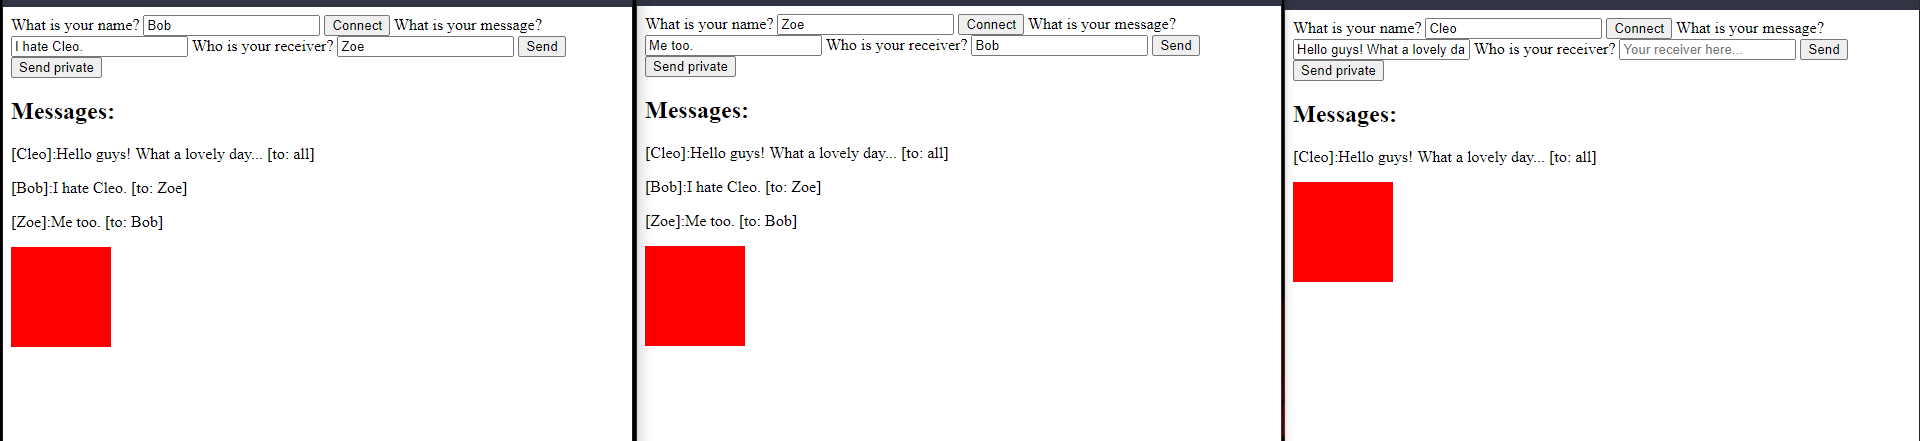 What is your name? Bob Connect What is your message?
I hate Cleo. Who is your receiver? Zoe Send
Send private
Messages:
[Cleo]:Hello guys! What a lovely day... [to: all]
[Bob]:I hate Cleo. [to: Zoe]
[Zoe]:Me too. [to: Bob]
What is your name? Zoe Connect What is your message?
Me too. Who is your receiver? Bob Send
Send private
Messages:
[Cleo]:Hello guys! What a lovely day... [to: all]
[Bob]:I hate Cleo. [to: Zoe]
[Zoe]:Me too. [to: Bob]
What is your name? Cleo Connect What is your message?
Hello guys! What a lovely da Who is your receiver? Your receiver here... Send
Send private
Messages:
[Cleo]:Hello guys! What a lovely day... [to: all]